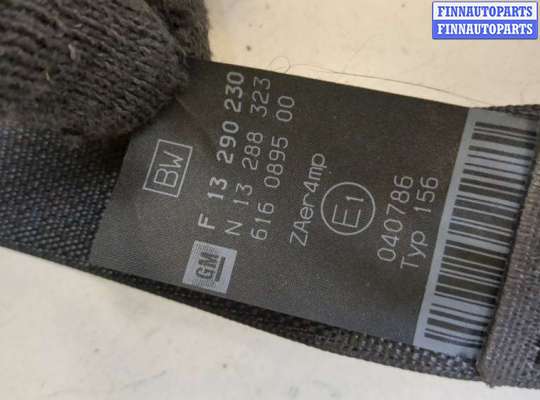 FINNAUTOPARTS
FINNAUTOPARTS
BW
GM
F 13 290 230
N 13 288 323
616 0895 00
ZAer4mp
E1
040786
Typ 156